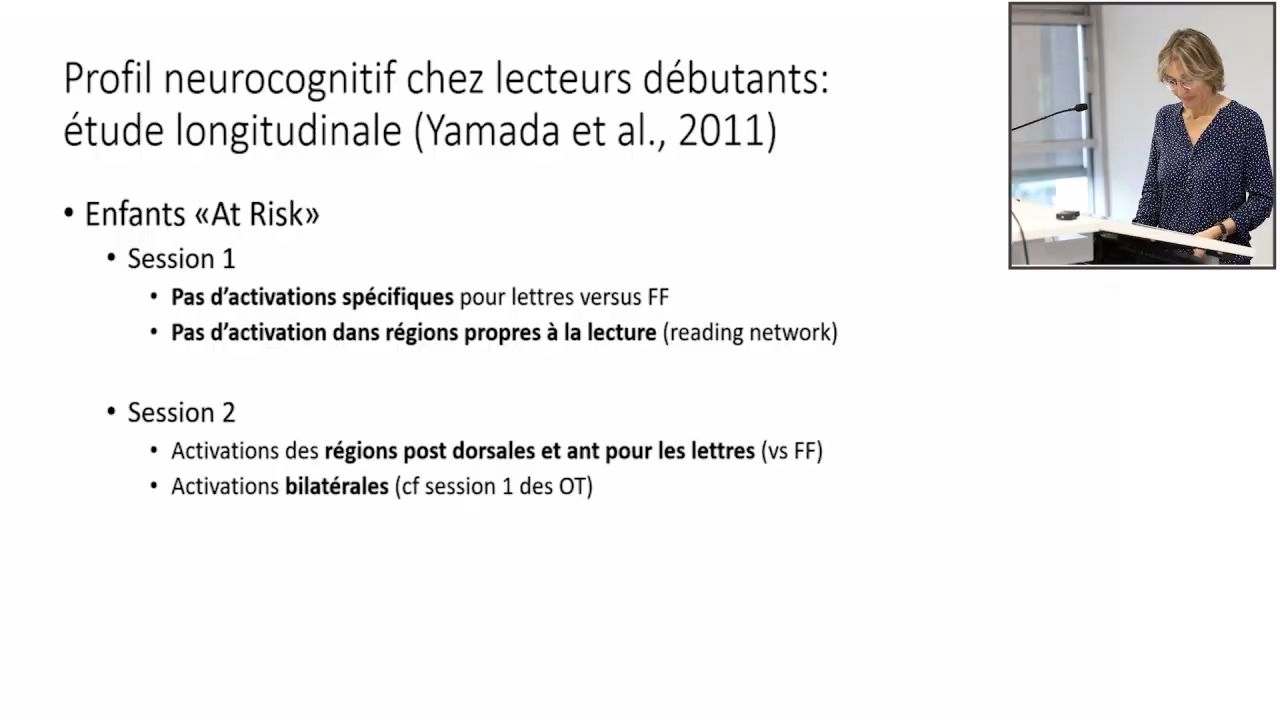 Profil neurocognitif chez lecteurs débutants:
étude longitudinale (Yamada et al., 2011)
• Enfants «At Risk»
• Session 1
• Pas d'activations spécifiques pour lettres versus FF
• Pas d'activation dans régions propres à la lecture (reading network)
• Session 2
• Activations des régions post dorsales et ant pour les lettres (vs FF)
• Activations bilatérales (cf session 1 des OT)